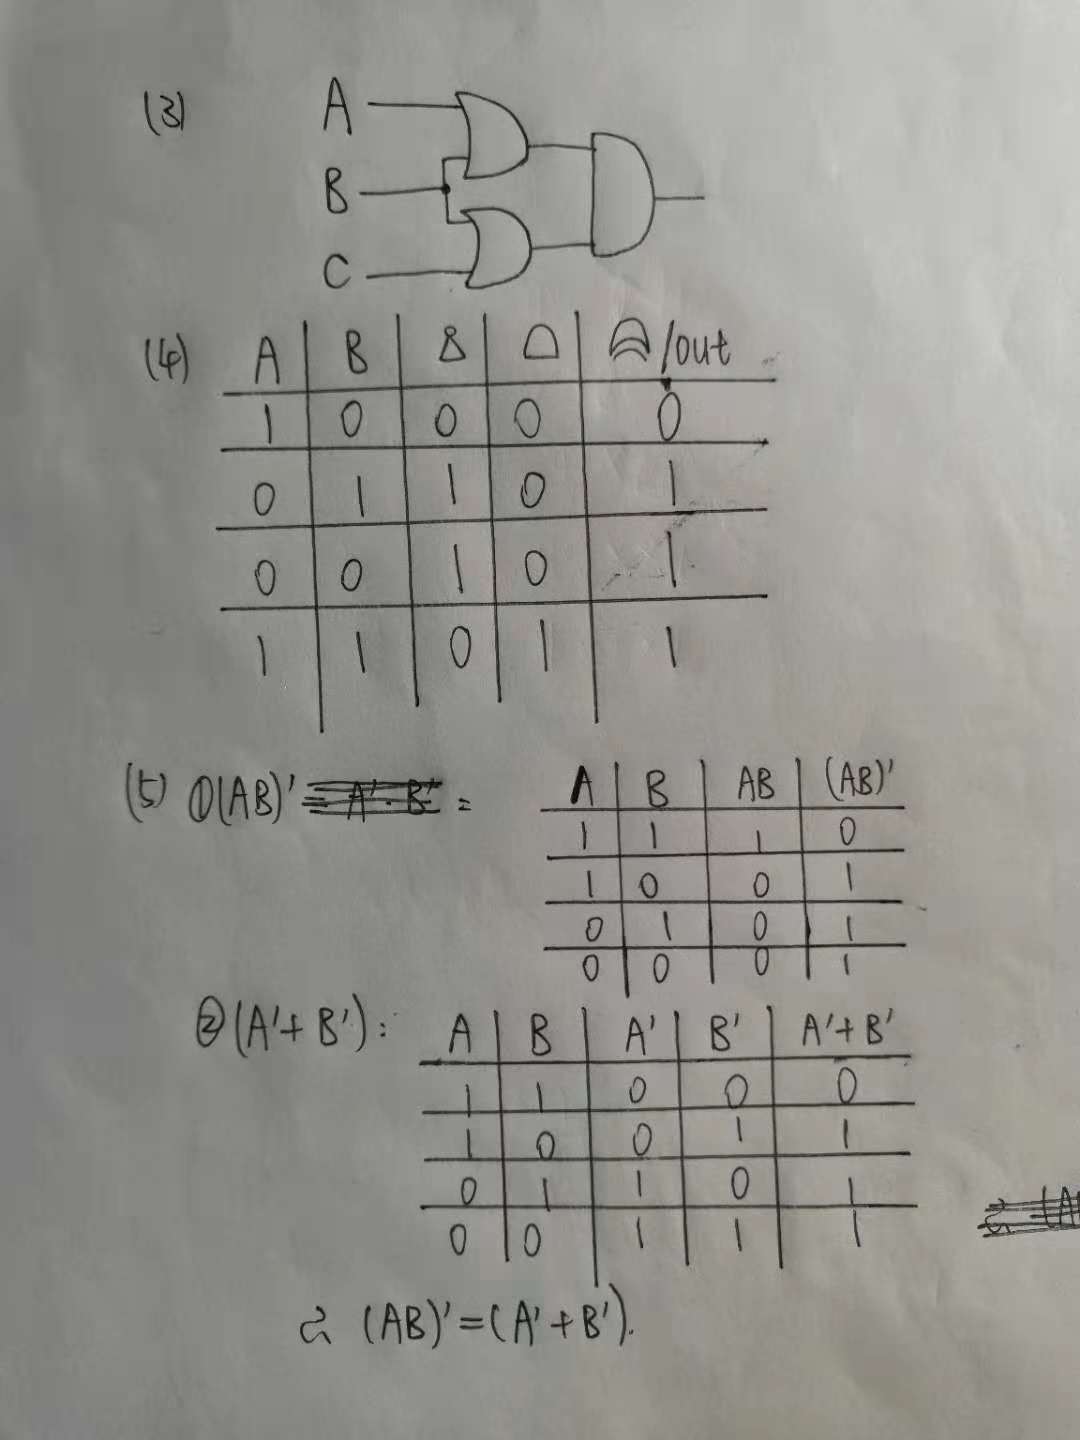 (3) A
B
C
(4) A B /out
1 0 0 0 0
0 1 1 0 1
0 0 1 0 1
1 1 0 1 1
(5) ①(AB)' = A'·B' =
A B AB (AB)'
1 1 1 0
1 0 0 1
0 1 0 1
0 0 0 1
②(A'+B'):
A B A' B' A'+B'
1 1 0 0 0
1 0 0 1 1
0 1 1 0 1
0 0 1 1 1
(AB)'=(A'+B').